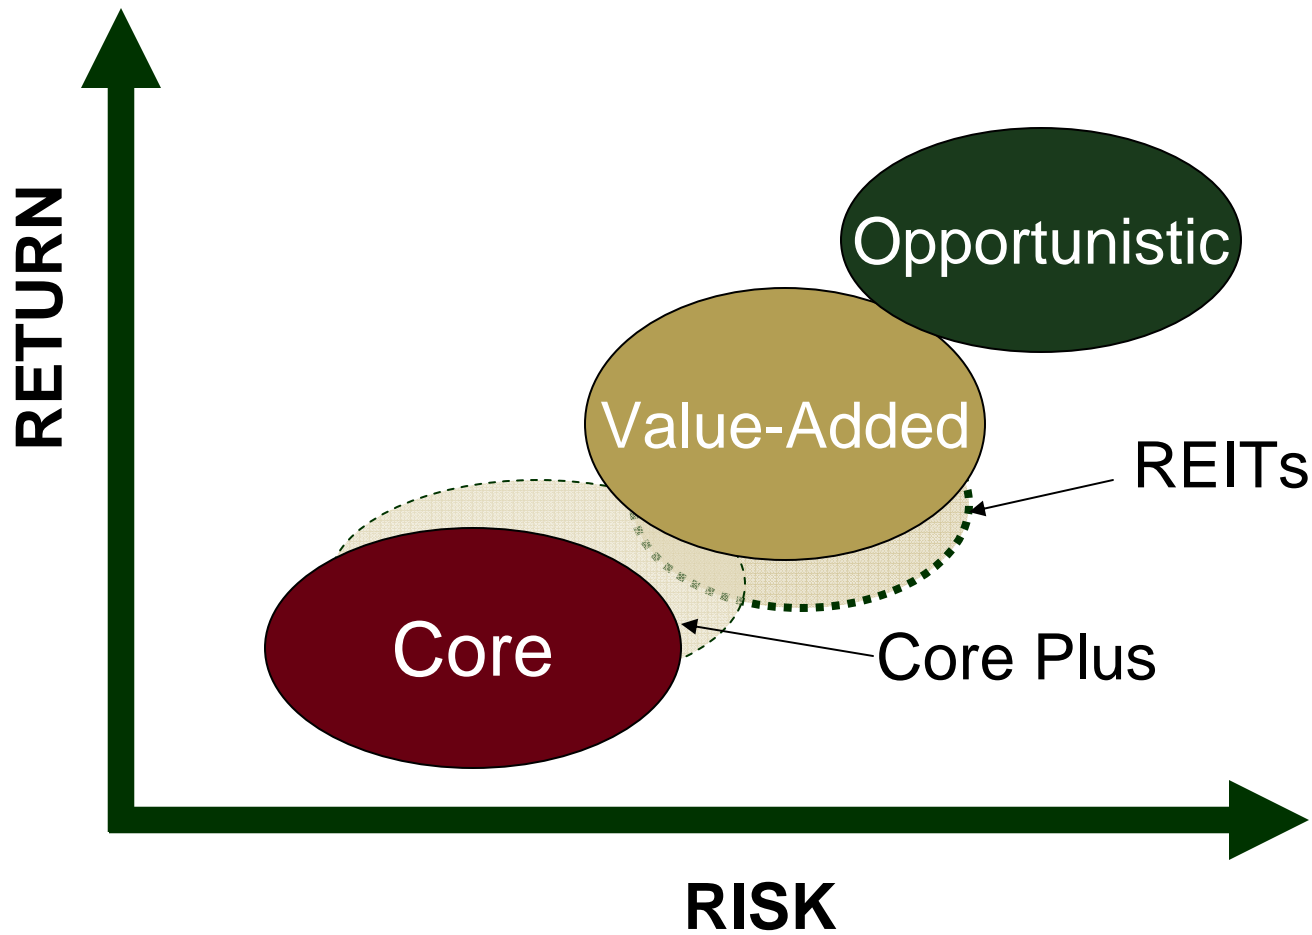 RETURN
Opportunistic
Value-Added
REITs
Core
Core Plus
RISK